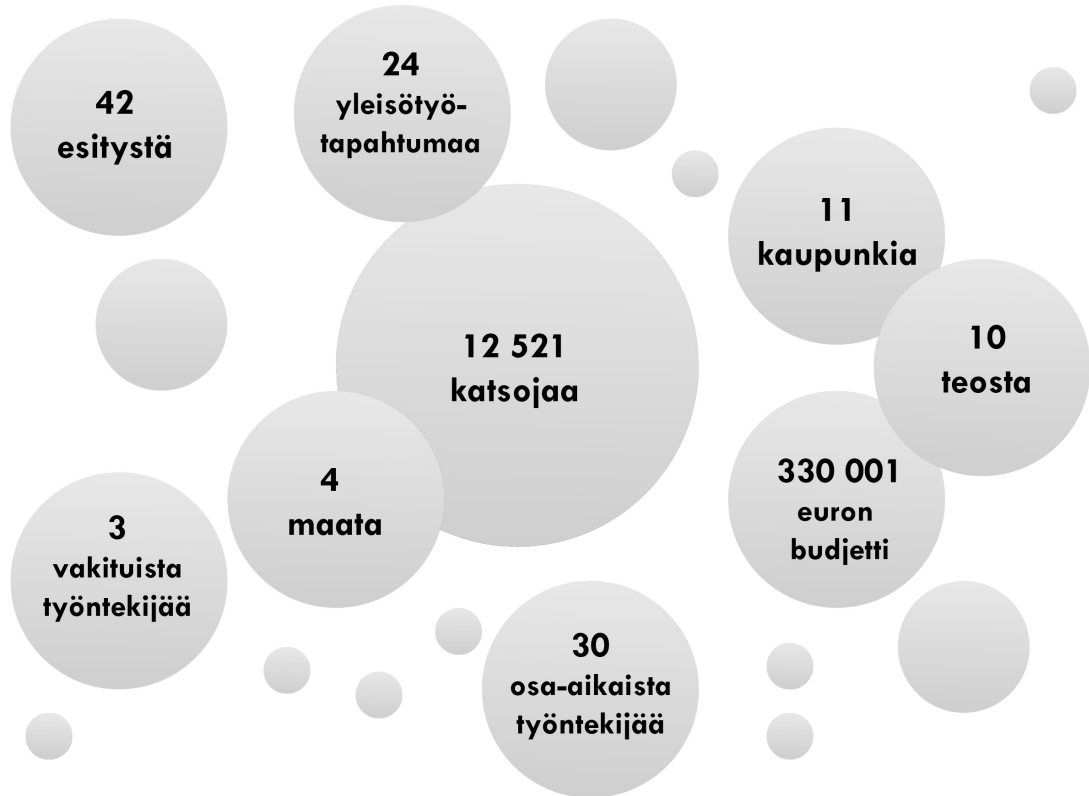 42
esitystä
24
yleisötyö-
tapahtumaa
11
kaupunkia
10
teosta
12 521
katsojaa
4
maata
330 001
euron
budjetti
3
vakituista
työntekijää
30
osa-aikaista
työntekijää